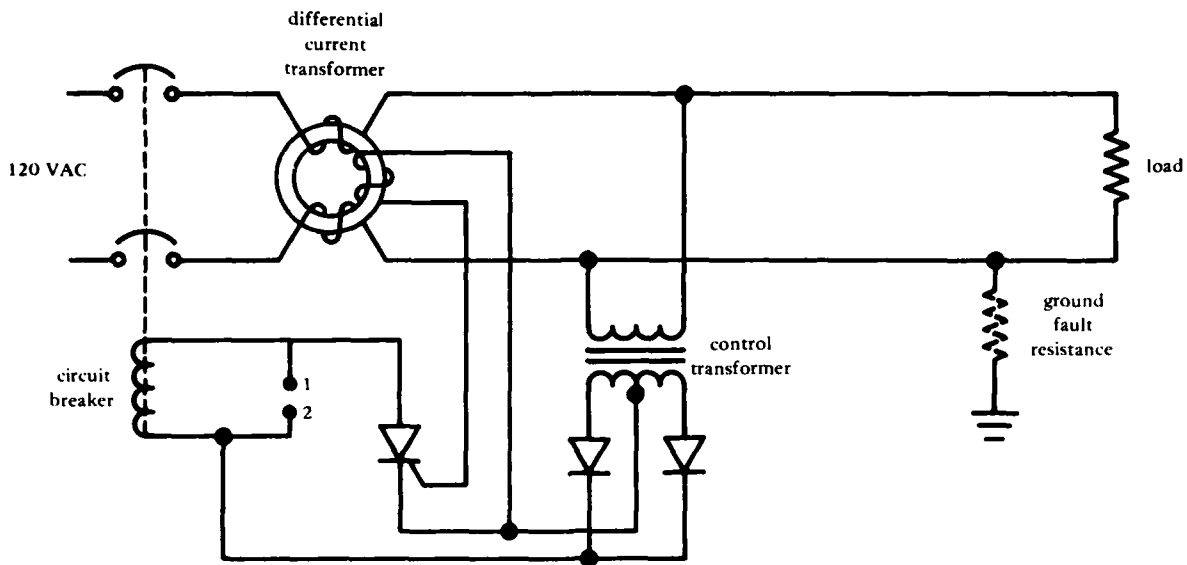 differential
current
transformer
120 VAC
load
ground
fault
resistance
control
transformer
circuit
breaker
1
2